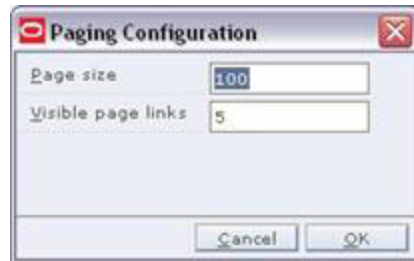 Paging Configuration
Page size 100
Visible page links 5
Cancel OK